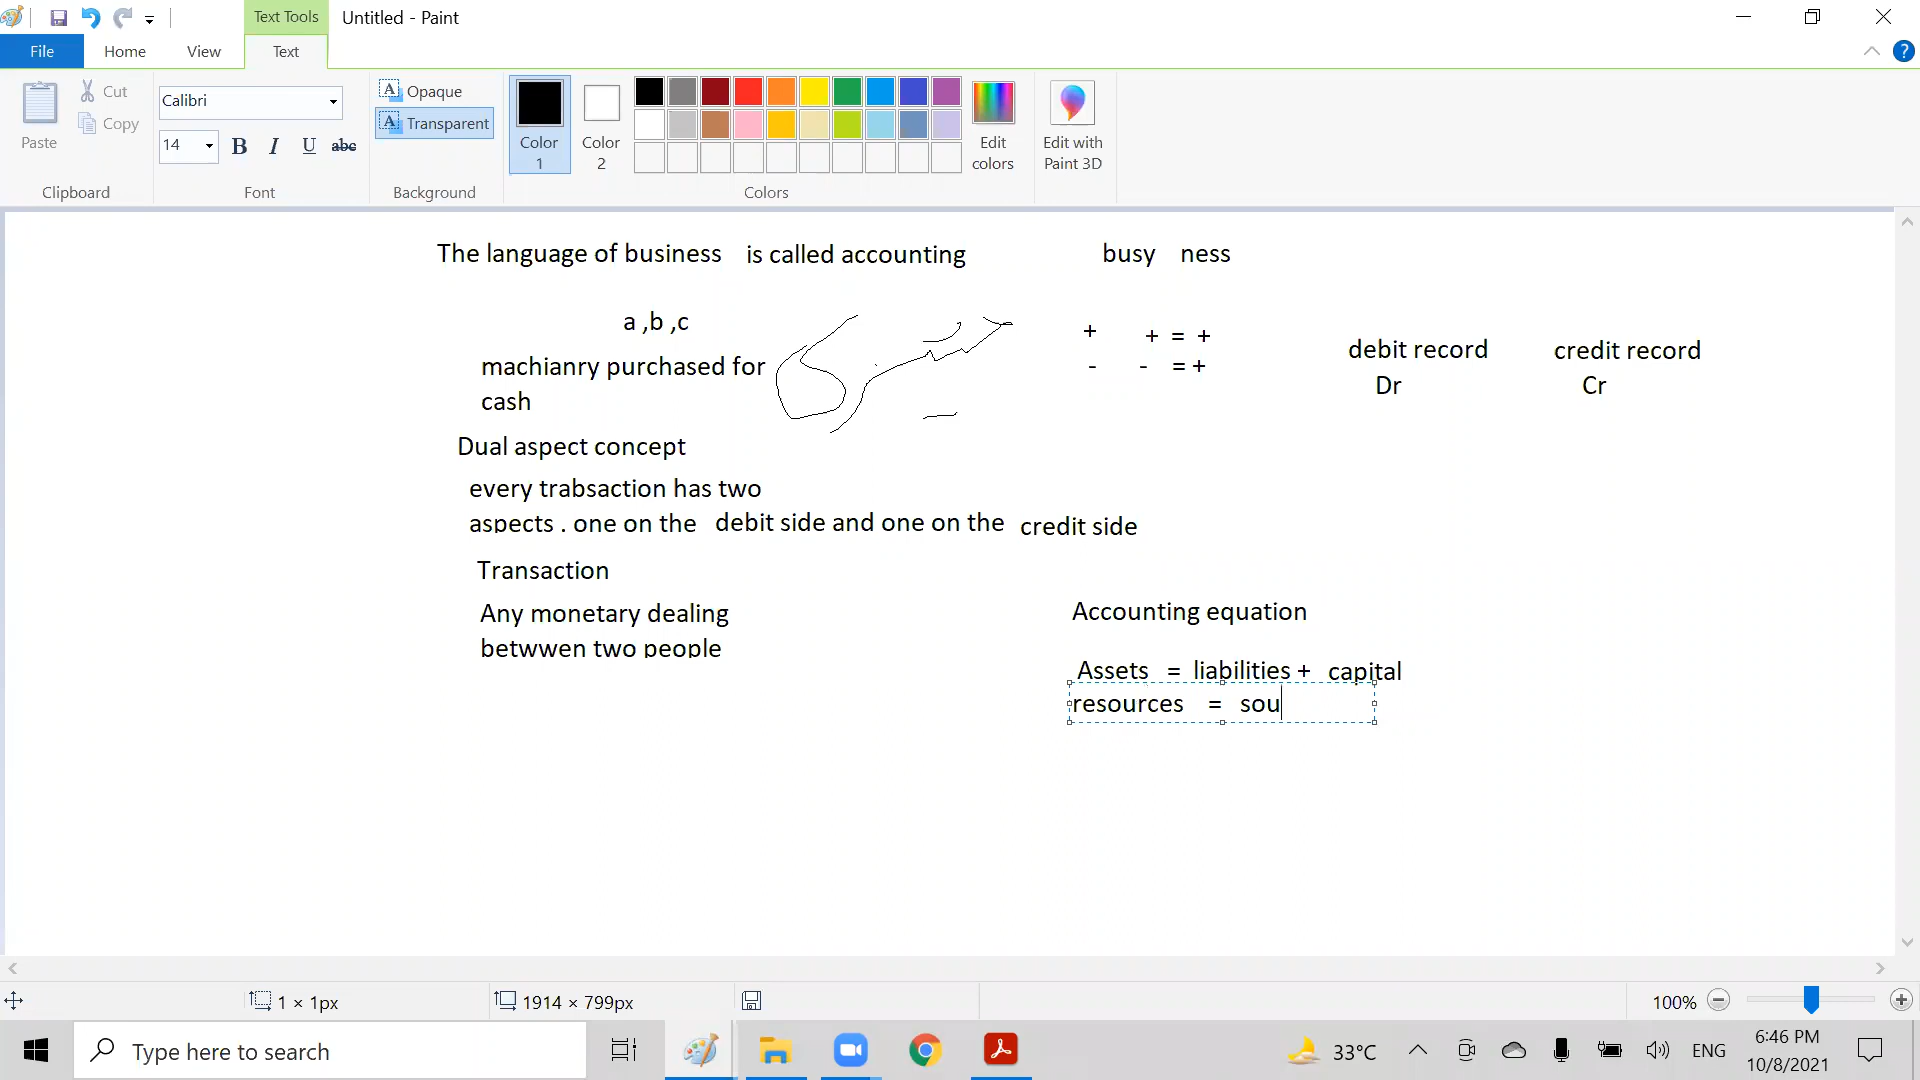 Text Tools
Untitled - Paint
File
Home
View
Text
Paste
Cut
Copy
Clipboard
Calibri
14
B I U abc
Font
A Opaque
A Transparent
Background
Color 1
Color 2
Colors
Edit colors
Edit with Paint 3D
The language of business is called accounting busy ness
a ,b ,c
+ + = +
- - = +
debit record credit record
Dr Cr
machianry purchased for
cash
Dual aspect concept
every trabsaction has two
aspects . one on the debit side and one on the credit side
Transaction
Any monetary dealing
betwwen two people
Accounting equation
Assets = liabilities + capital
resources = sou
1 × 1px
1914 × 799px
100%
Type here to search
33°C
ENG
6:46 PM
10/8/2021